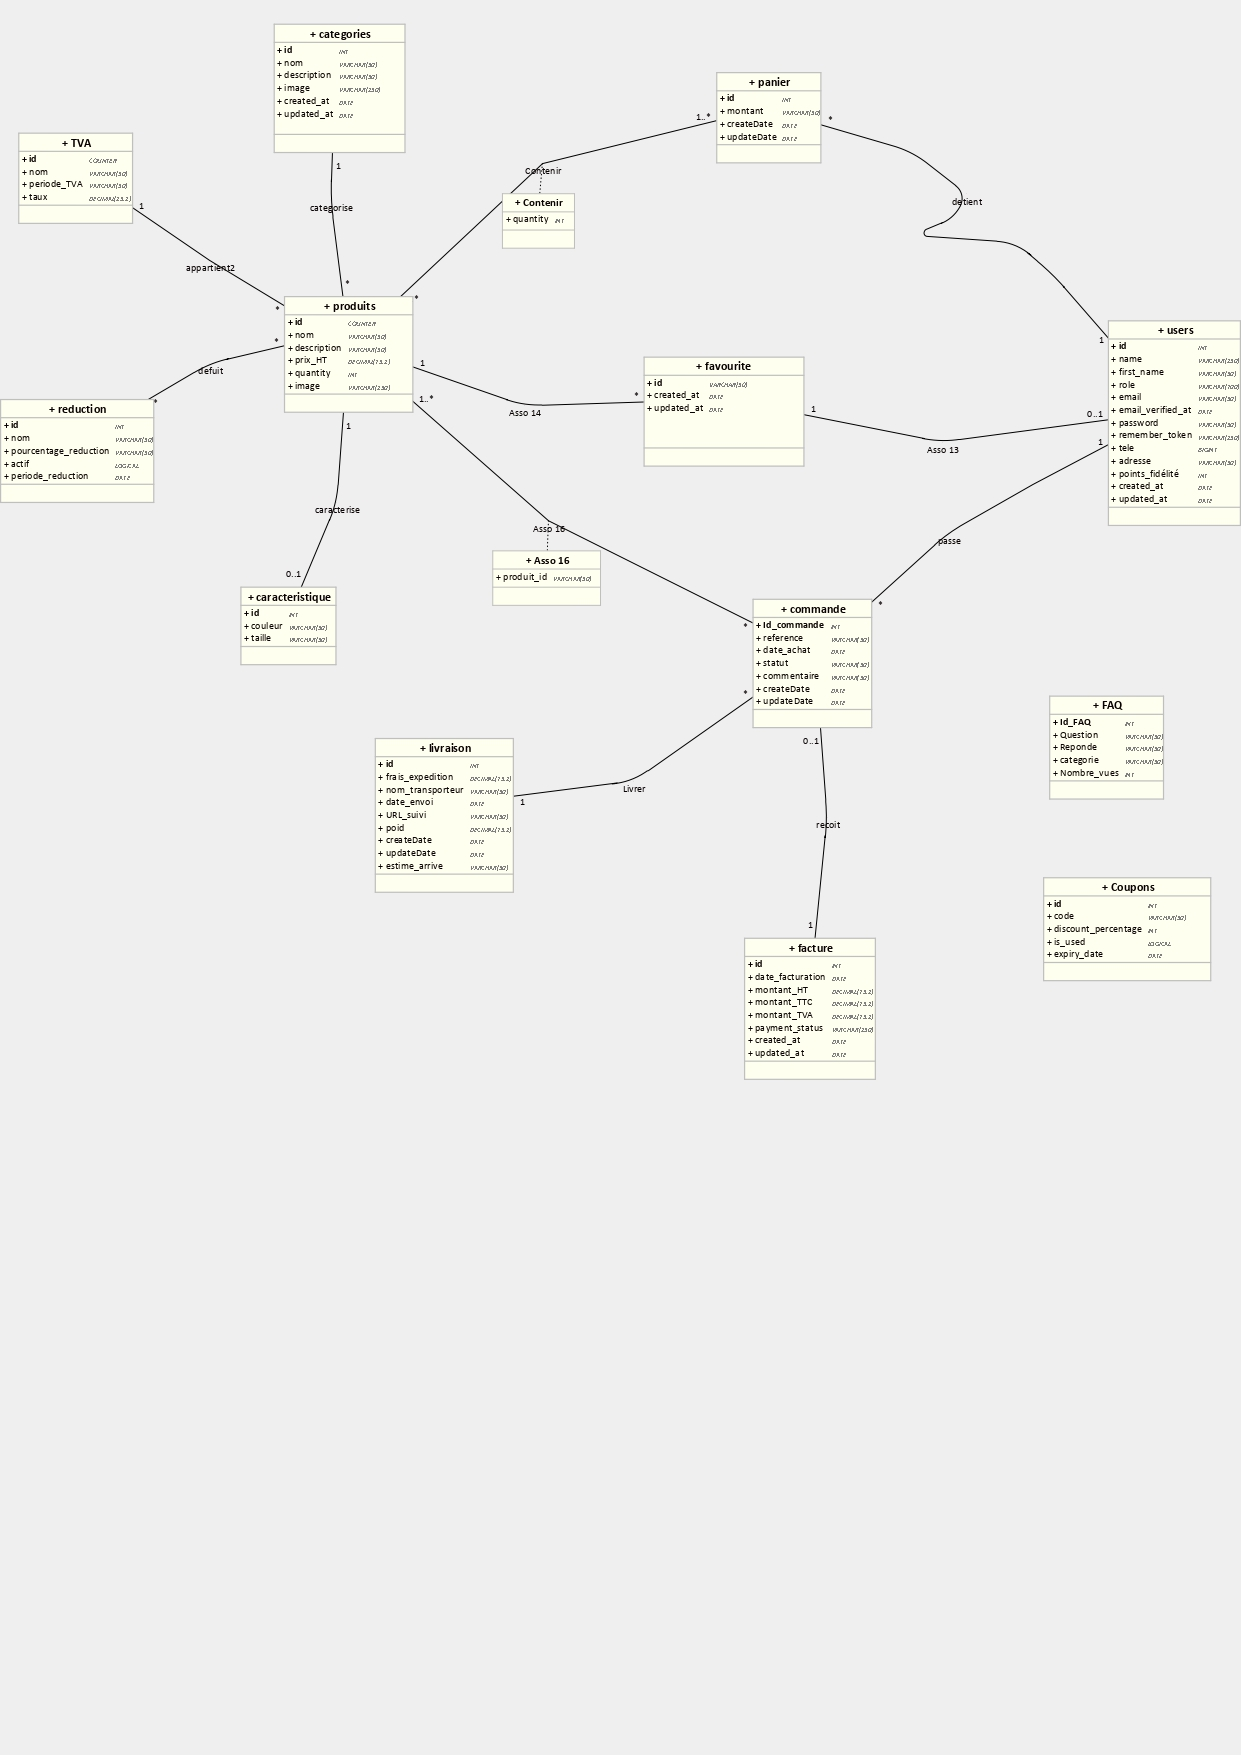 + categories
+ id INT
+ nom VARCHAR(50)
+ description VARCHAR(50)
+ image VARCHAR(250)
+ created_at DATE
+ updated_at DATE
+ panier
+ id INT
+ montant VARCHAR(50)
+ createDate DATE
+ updateDate DATE
1..*
*
+ TVA
+ id COUNTER
+ nom VARCHAR(50)
+ periode_TVA VARCHAR(50)
+ taux DECIMAL(15.2)
1
1
categorise
*
Contenir
+ Contenir
+ quantity INT
detient
appartient2
*
*
*
+ produits
+ id COUNTER
+ nom VARCHAR(50)
+ description VARCHAR(50)
+ prix_HT DECIMAL(15.2)
+ quantity INT
+ image VARCHAR(250)
1
1..*
1
defuit
*
+ reduction
+ id INT
+ nom VARCHAR(50)
+ pourcentage_reduction VARCHAR(50)
+ actif LOGICAL
+ periode_reduction DATE
Asso 14
*
+ favourite
+ id VARCHAR(50)
+ created_at DATE
+ updated_at DATE
1
Asso 13
1
0..1
1
+ users
+ id INT
+ name VARCHAR(250)
+ first_name VARCHAR(50)
+ role VARCHAR(100)
+ email VARCHAR(50)
+ email_verified_at DATE
+ password VARCHAR(50)
+ remember_token VARCHAR(250)
+ tele BIGINT
+ adresse VARCHAR(50)
+ points_fidélité INT
+ created_at DATE
+ updated_at DATE
caracterise
0..1
+ caracteristique
+ id INT
+ couleur VARCHAR(50)
+ taille VARCHAR(50)
Asso 16
+ Asso 16
+ produit_id VARCHAR(50)
passe
*
*
*
+ commande
+ Id_commande INT
+ reference VARCHAR(50)
+ date_achat DATE
+ statut VARCHAR(50)
+ commentaire VARCHAR(50)
+ createDate DATE
+ updateDate DATE
0..1
+ FAQ
+ Id_FAQ INT
+ Question VARCHAR(50)
+ Reponde VARCHAR(50)
+ categorie VARCHAR(50)
+ Nombre_vues INT
+ livraison
+ id INT
+ frais_expedition DECIMAL(15.2)
+ nom_transporteur VARCHAR(50)
+ date_envoi DATE
+ URL_suivi VARCHAR(50)
+ poid DECIMAL(15.2)
+ createDate DATE
+ updateDate DATE
+ estime_arrive VARCHAR(50)
1
Livrer
recoit
1
+ Coupons
+ id INT
+ code VARCHAR(50)
+ discount_percentage INT
+ is_used LOGICAL
+ expiry_date DATE
+ facture
+ id INT
+ date_facturation DATE
+ montant_HT DECIMAL(15.2)
+ montant_TTC DECIMAL(15.2)
+ montant_TVA DECIMAL(15.2)
+ payment_status VARCHAR(250)
+ created_at DATE
+ updated_at DATE